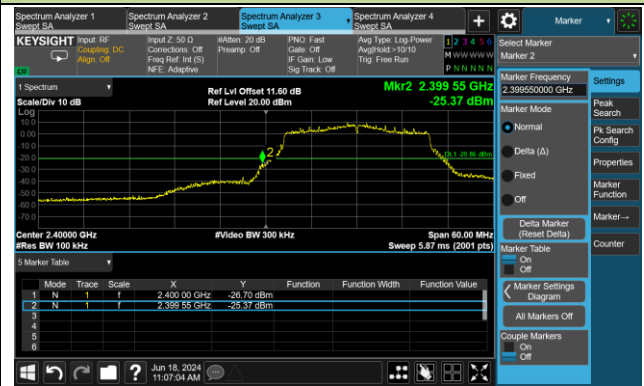 Spectrum Analyzer 1
Swept SA
Spectrum Analyzer 2
Swept SA
Spectrum Analyzer 3
Swept SA
Spectrum Analyzer 4
Swept SA
Marker
KEYSIGHT
Input: RF
Coupling: DC
Align: Off
Input Z: 50 Ω
Corrections: Off
Freq Ref: Int (S)
NFE: Adaptive
#Atten: 20 dB
Preamp: Off
PNO: Fast
Gate: Off
IF Gain: Low
Sig Track: Off
Avg Type: Log-Power
Avg|Hold:>10/10
Trig: Free Run
1 2 3 4 5 6
M W W W W W
P N N N N N
LXI
Select Marker
Marker 2
1 Spectrum
Scale/Div 10 dB
Ref Lvl Offset 11.60 dB
Ref Level 20.00 dBm
Mkr2 2.399 55 GHz
-25.37 dBm
Log
10.0
0.00
-10.0
-20.0
-30.0
-40.0
-50.0
-60.0
-70.0
2
DL1 -20.86 dBm
Center 2.40000 GHz
#Res BW 100 kHz
#Video BW 300 kHz
Span 60.00 MHz
Sweep 5.87 ms (2001 pts)
5 Marker Table
Mode Trace Scale X Y Function Function Width Function Value
1 N 1 f 2.400 00 GHz -26.70 dBm
2 N 1 f 2.399 55 GHz -25.37 dBm
3
4
5
6
Marker Frequency
2.399550000 GHz
Marker Mode
Normal
Delta (Δ)
Fixed
Off
Delta Marker
(Reset Delta)
Marker Table
On
Off
Marker Settings
Diagram
All Markers Off
Couple Markers
On
Off
Settings
Peak
Search
Pk Search
Config
Properties
Marker
Function
Marker→
Counter
?
Jun 18, 2024
11:07:04 AM